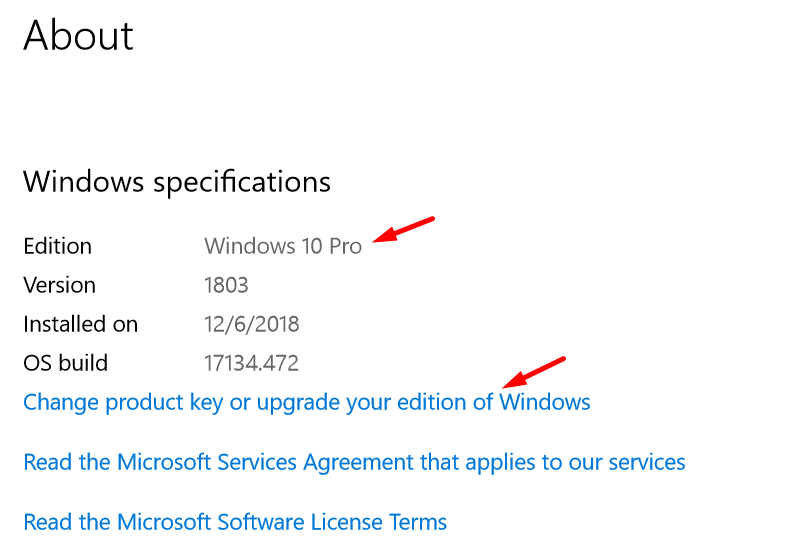 About
Windows specifications
Edition Windows 10 Pro
Version 1803
Installed on 12/6/2018
OS build 17134.472
Change product key or upgrade your edition of Windows
Read the Microsoft Services Agreement that applies to our services
Read the Microsoft Software License Terms